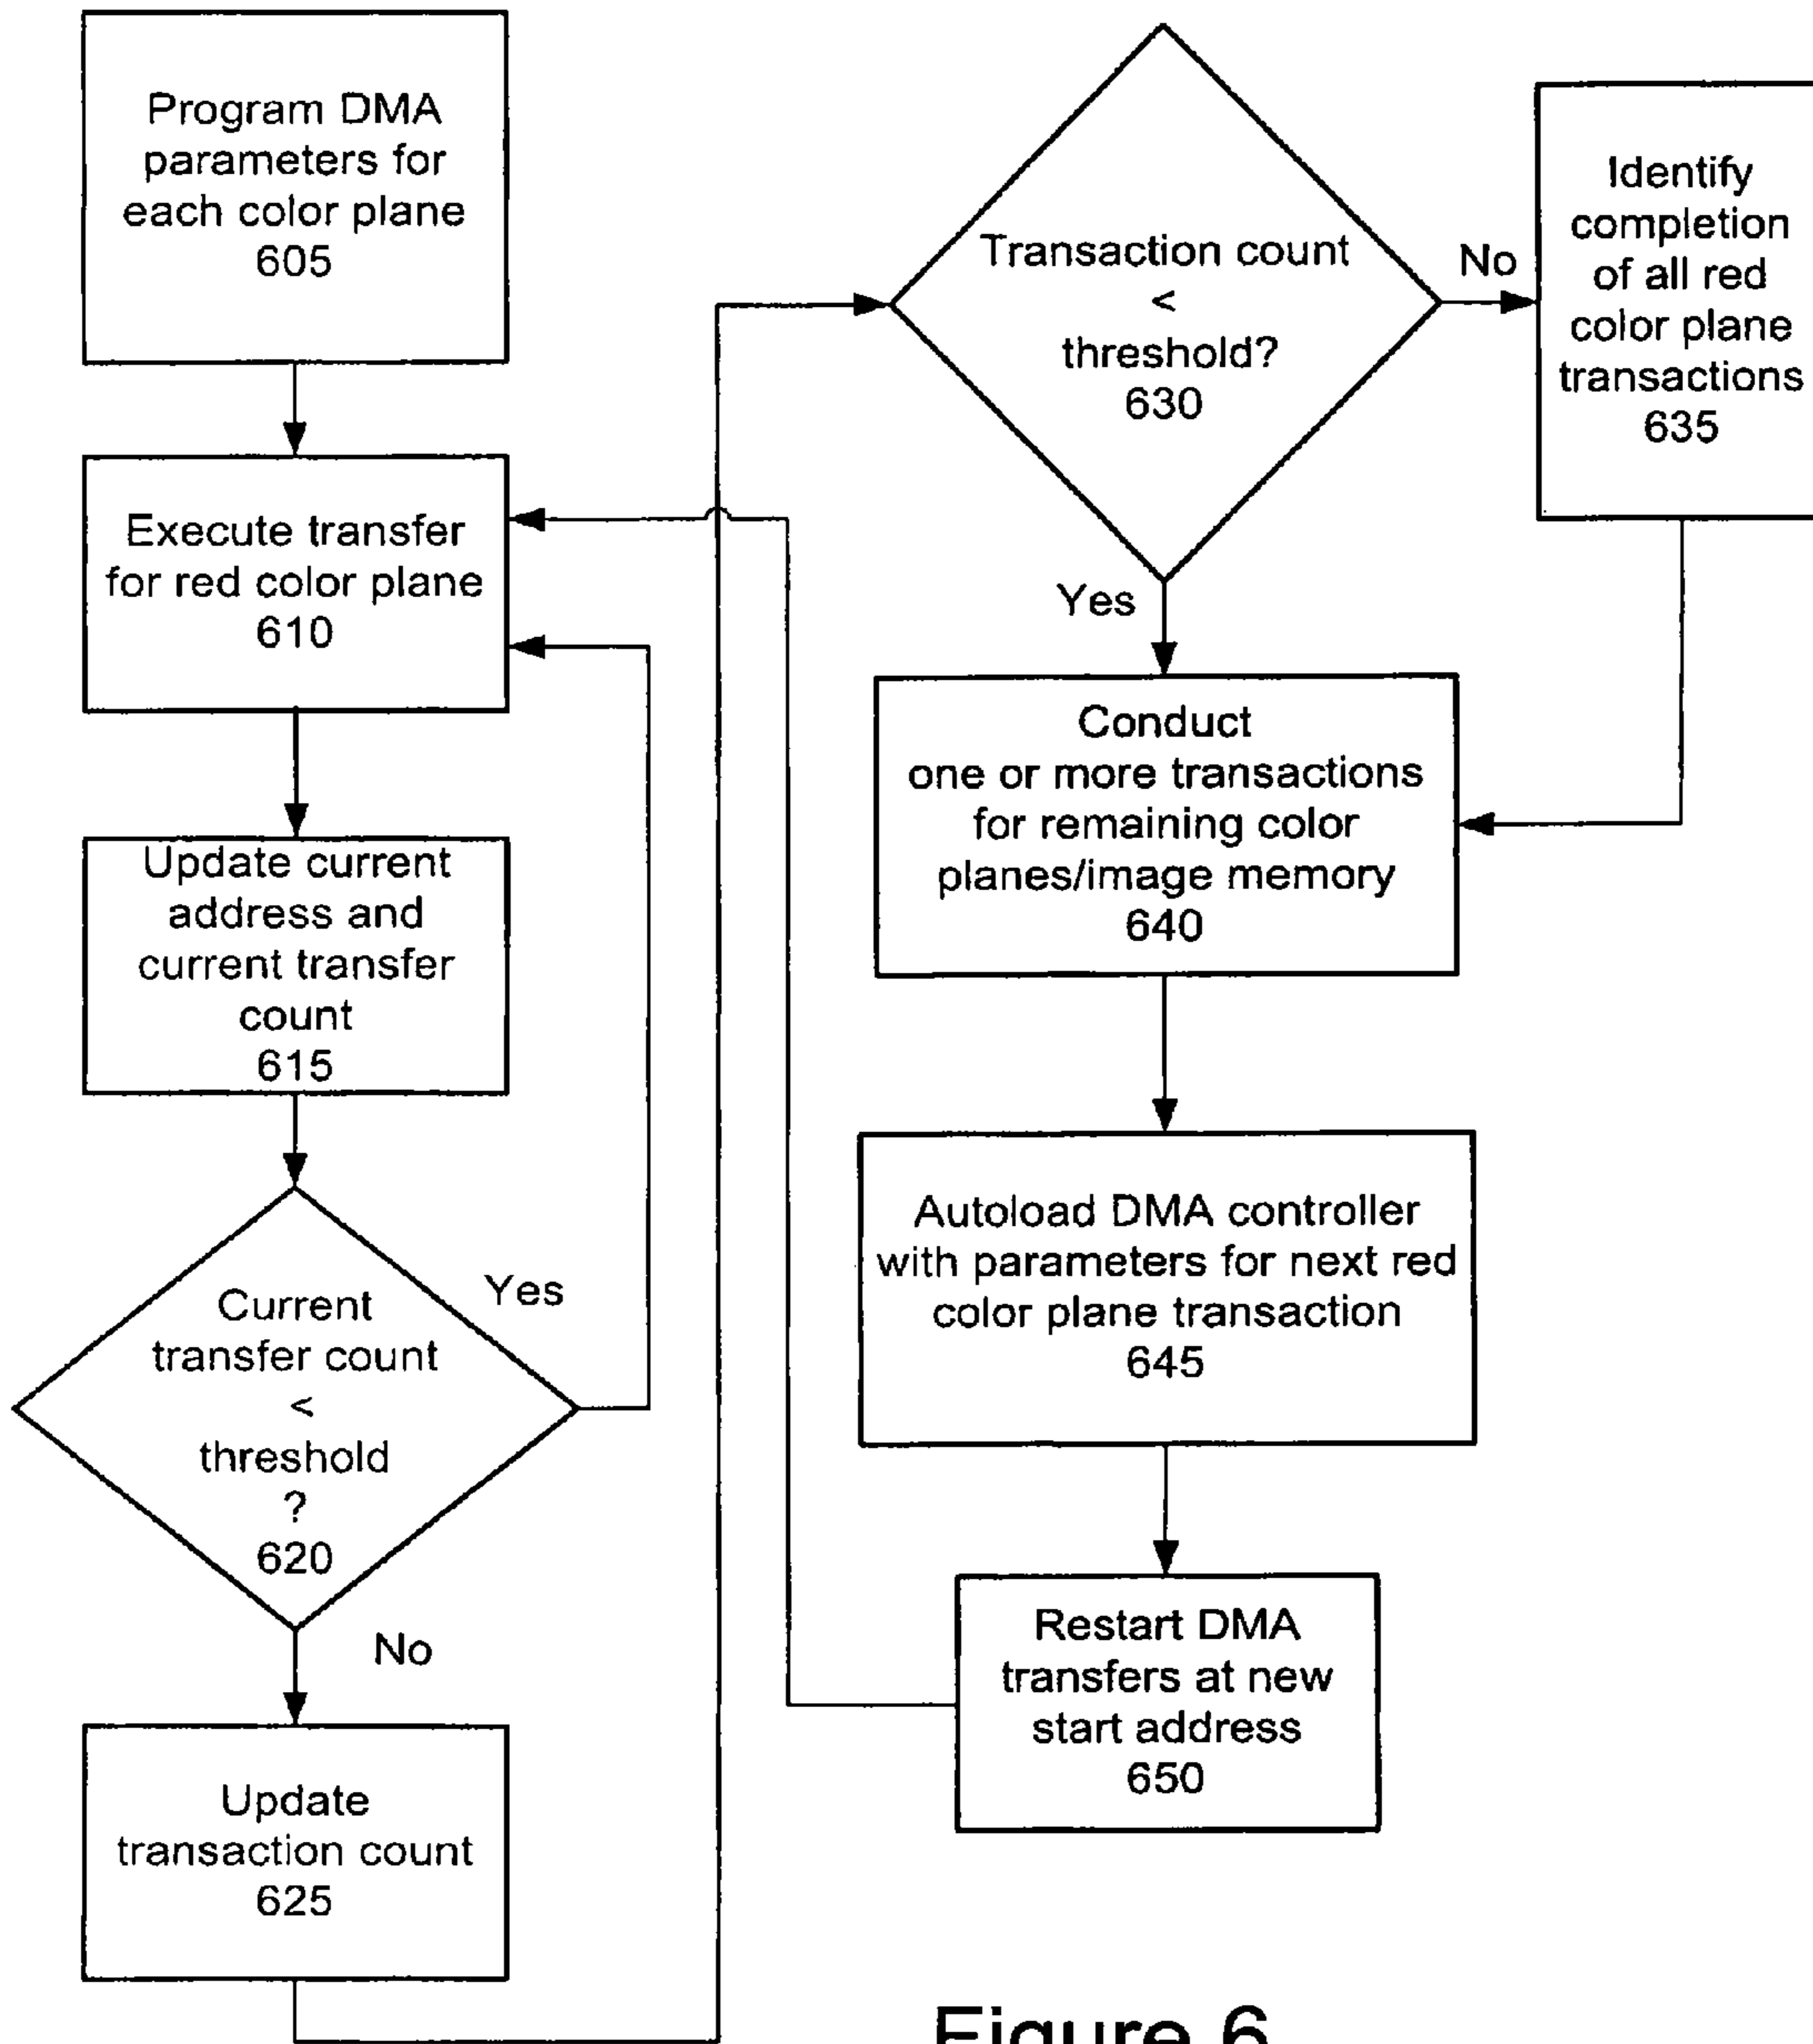 Program DMA
parameters for
each color plane
605
Execute transfer
for red color plane
610
Update current
address and
current transfer
count
615
Current
transfer count
<
threshold
?
620
Yes
No
Update
transaction count
625
Transaction count
<
threshold?
630
No
Yes
Identify
completion
of all red
color plane
transactions
635
Conduct
one or more transactions
for remaining color
planes/image memory
640
Autoload DMA controller
with parameters for next red
color plane transaction
645
Restart DMA
transfers at new
start address
650
Figure 6